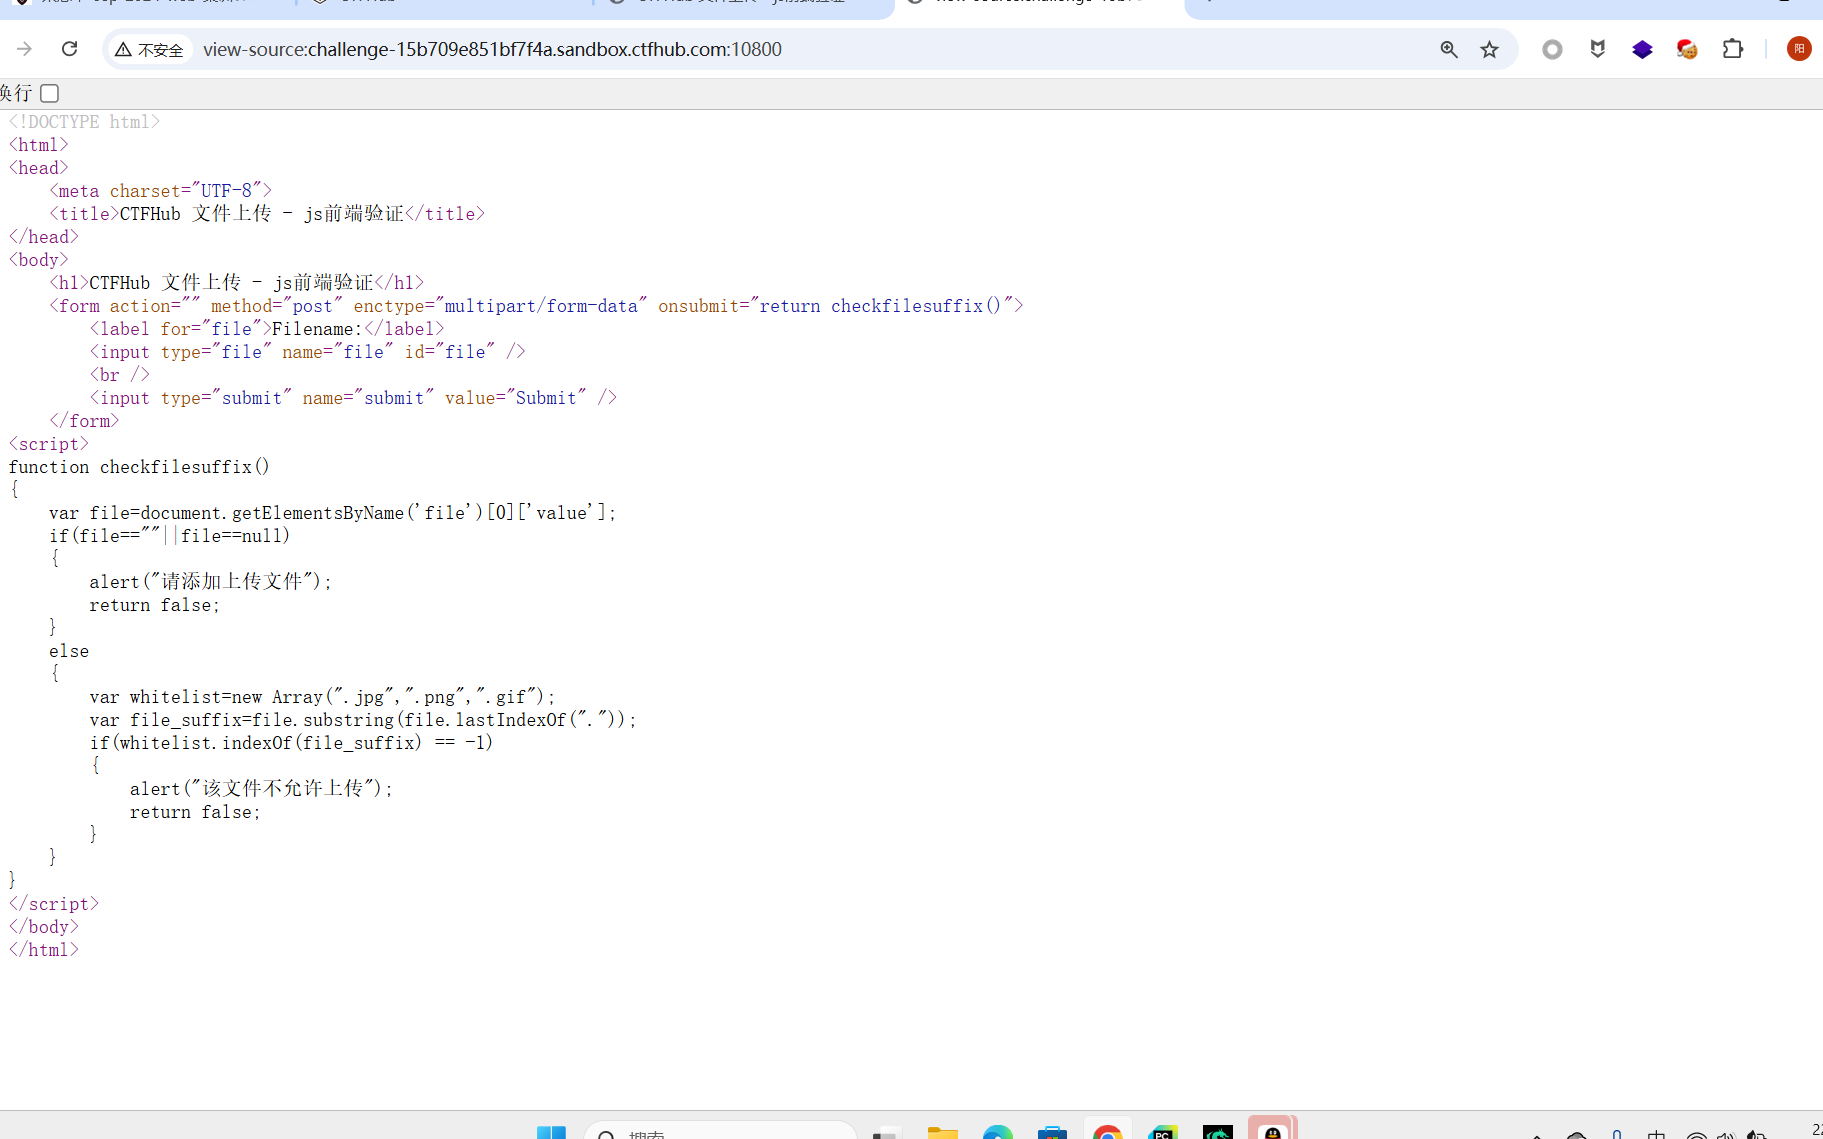 不安全 view-source:challenge-15b709e851bf7f4a.sandbox.ctfhub.com:10800
阳
换行
<!DOCTYPE html>
<html>
<head>
    <meta charset="UTF-8">
    <title>CTFHub 文件上传 - js前端验证</title>
</head>
<body>
    <h1>CTFHub 文件上传 - js前端验证</h1>
    <form action="" method="post" enctype="multipart/form-data" onsubmit="return checkfilesuffix()">
        <label for="file">Filename:</label>
        <input type="file" name="file" id="file" />
        <br />
        <input type="submit" name="submit" value="Submit" />
    </form>
<script>
function checkfilesuffix()
{
    var file=document.getElementsByName('file')[0]['value'];
    if(file==""||file==null)
    {
        alert("请添加上传文件");
        return false;
    }
    else
    {
        var whitelist=new Array(".jpg",".png",".gif");
        var file_suffix=file.substring(file.lastIndexOf("."));
        if(whitelist.indexOf(file_suffix) == -1)
        {
            alert("该文件不允许上传");
            return false;
        }
    }
}
</script>
</body>
</html>
搜索
PC
中